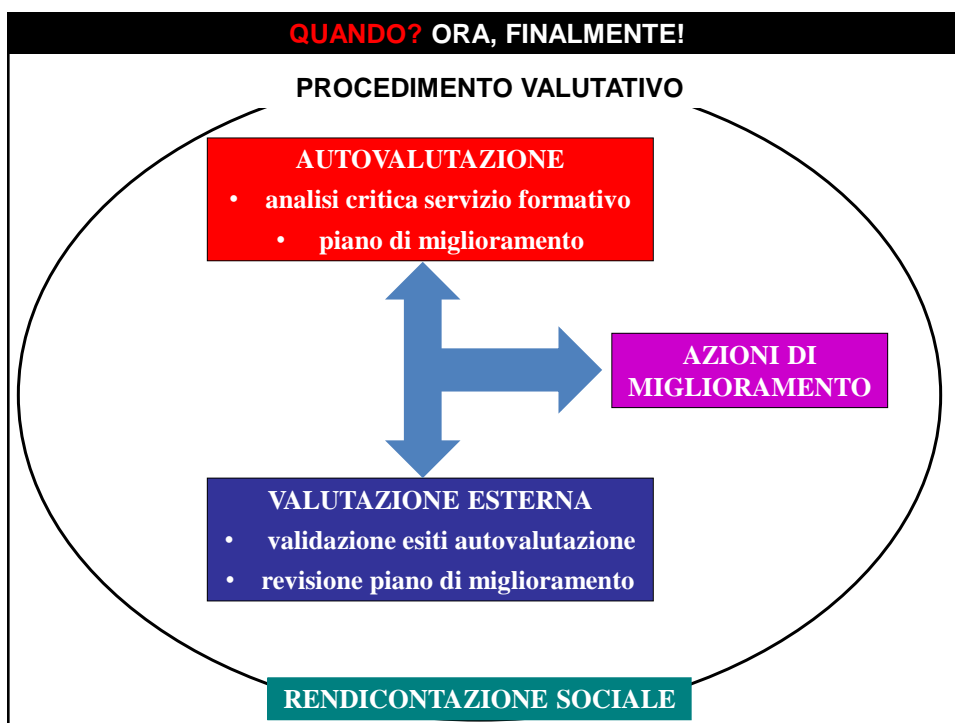 QUANDO? ORA, FINALMENTE!
PROCEDIMENTO VALUTATIVO
AUTOVALUTAZIONE
• analisi critica servizio formativo
• piano di miglioramento
AZIONI DI
MIGLIORAMENTO
VALUTAZIONE ESTERNA
• validazione esiti autovalutazione
• revisione piano di miglioramento
RENDICONTAZIONE SOCIALE